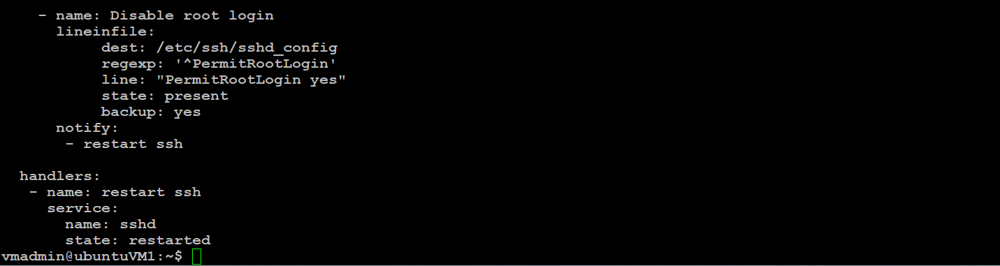 - name: Disable root login
      lineinfile:
           dest: /etc/ssh/sshd_config
           regexp: '^PermitRootLogin'
           line: "PermitRootLogin yes"
           state: present
           backup: yes
      notify:
       - restart ssh

  handlers:
   - name: restart ssh
     service:
       name: sshd
       state: restarted
vmadmin@ubuntuVM1:~$